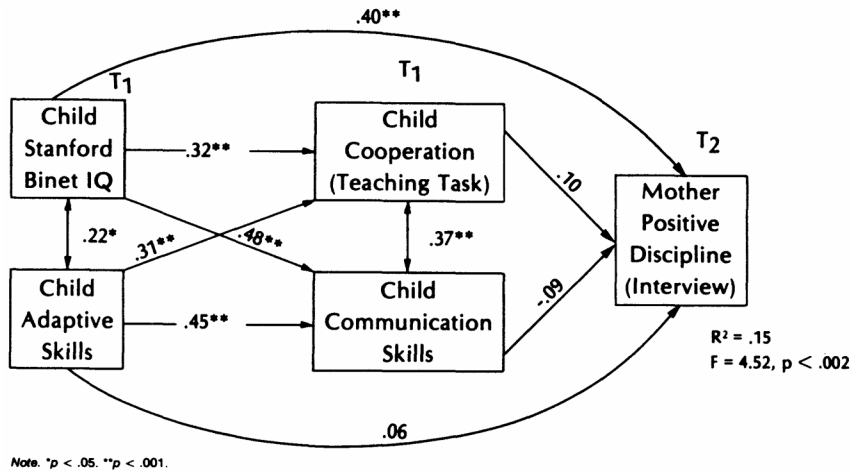 .40**
T1
T1
T2
Child
Stanford
Binet IQ
.32**
Child
Cooperation
(Teaching Task)
.10
Mother
Positive
Discipline
(Interview)
.22*
.31**
.48**
.37**
Child
Adaptive
Skills
.45**
Child
Communication
Skills
-.09
R² = .15
F = 4.52, p < .002
.06
Note. *p < .05. **p < .001.